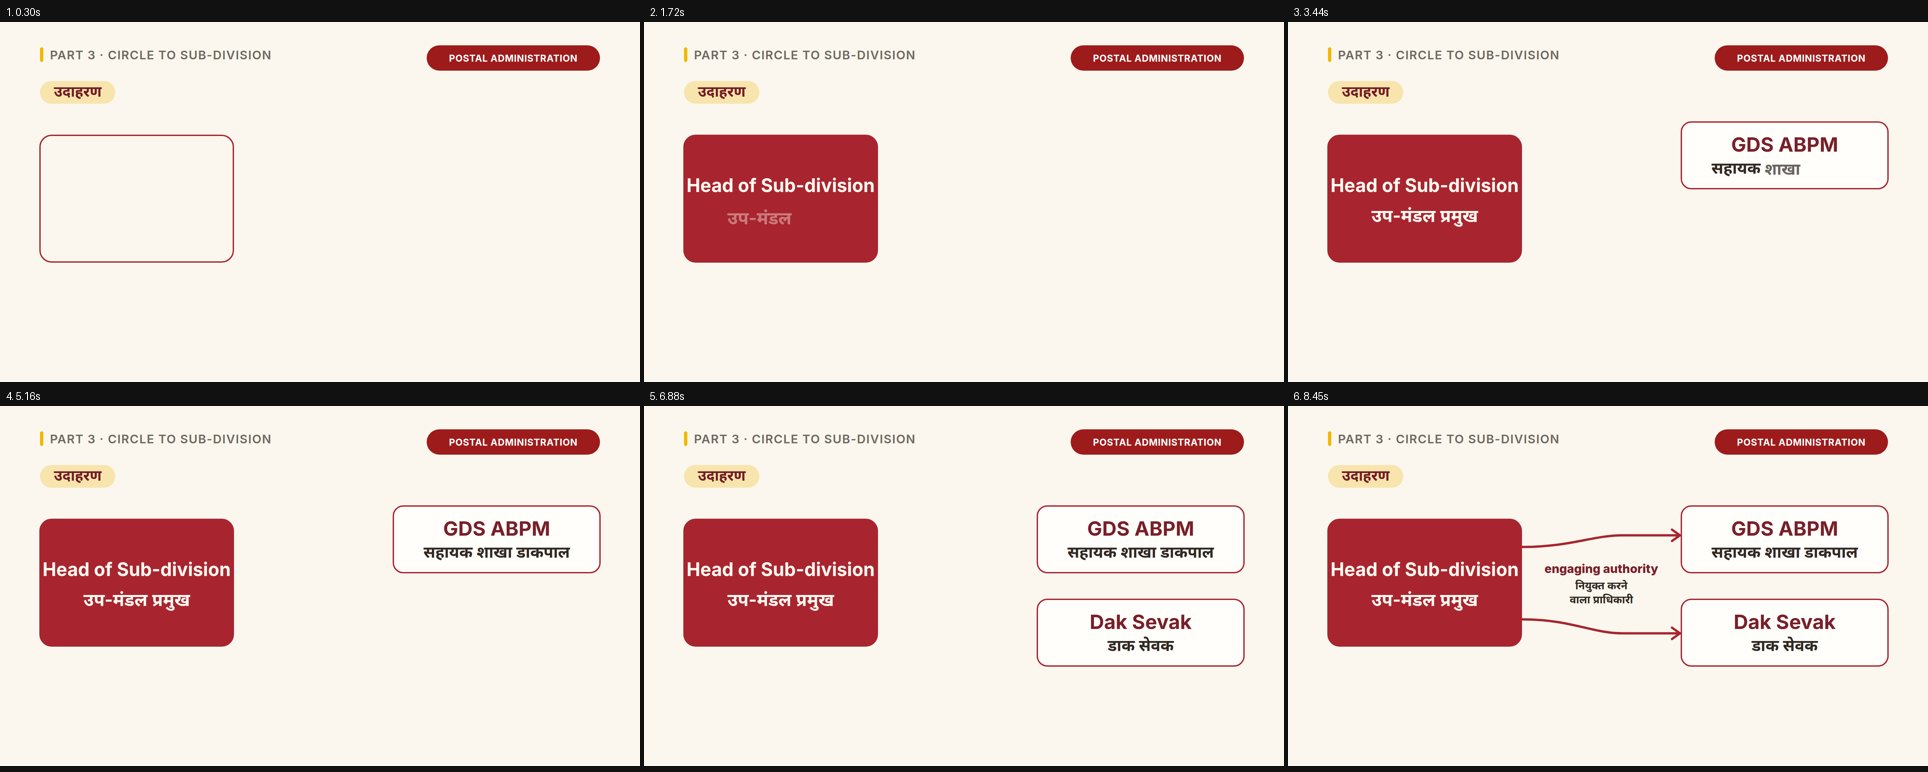 1. 0.30s
PART 3 · CIRCLE TO SUB-DIVISION
POSTAL ADMINISTRATION
उदाहरण
2. 1.72s
PART 3 · CIRCLE TO SUB-DIVISION
POSTAL ADMINISTRATION
उदाहरण
Head of Sub-division
उप-मंडल
3. 3.44s
PART 3 · CIRCLE TO SUB-DIVISION
POSTAL ADMINISTRATION
उदाहरण
Head of Sub-division
उप-मंडल प्रमुख
GDS ABPM
सहायक शाखा
4. 5.16s
PART 3 · CIRCLE TO SUB-DIVISION
POSTAL ADMINISTRATION
उदाहरण
Head of Sub-division
उप-मंडल प्रमुख
GDS ABPM
सहायक शाखा डाकपाल
5. 6.88s
PART 3 · CIRCLE TO SUB-DIVISION
POSTAL ADMINISTRATION
उदाहरण
Head of Sub-division
उप-मंडल प्रमुख
GDS ABPM
सहायक शाखा डाकपाल
Dak Sevak
डाक सेवक
6. 8.45s
PART 3 · CIRCLE TO SUB-DIVISION
POSTAL ADMINISTRATION
उदाहरण
Head of Sub-division
उप-मंडल प्रमुख
engaging authority
नियुक्त करने
वाला प्राधिकारी
GDS ABPM
सहायक शाखा डाकपाल
Dak Sevak
डाक सेवक